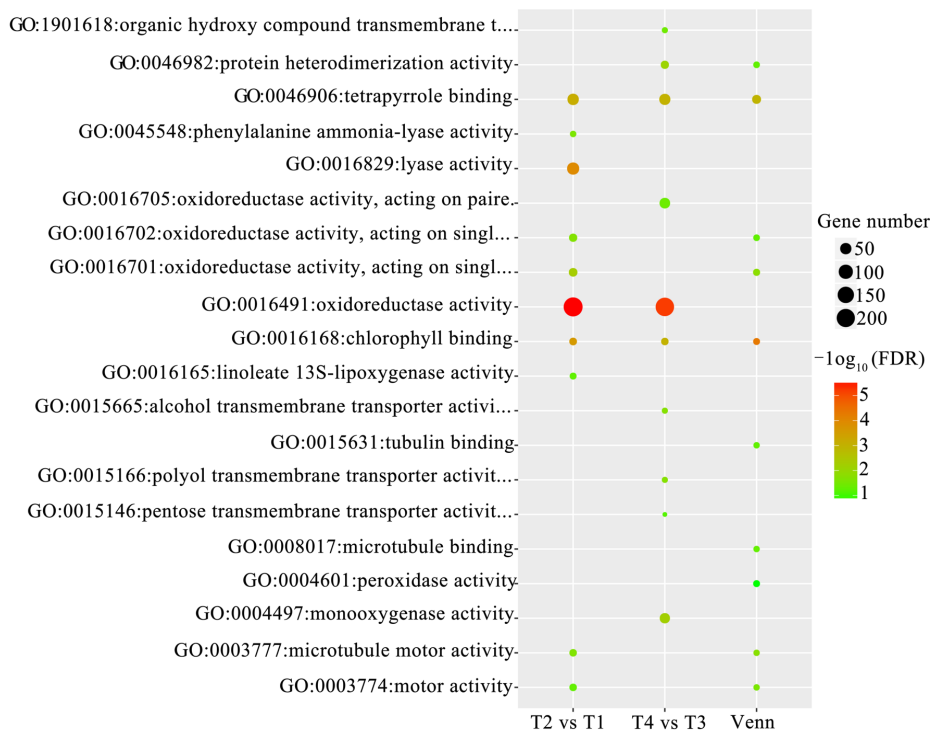 GO:1901618:organic hydroxy compound transmembrane t....
GO:0046982:protein heterodimerization activity
GO:0046906:tetrapyrrole binding
GO:0045548:phenylalanine ammonia-lyase activity
GO:0016829:lyase activity
GO:0016705:oxidoreductase activity, acting on paire.
GO:0016702:oxidoreductase activity, acting on singl...
GO:0016701:oxidoreductase activity, acting on singl....
GO:0016491:oxidoreductase activity
GO:0016168:chlorophyll binding
GO:0016165:linoleate 13S-lipoxygenase activity
GO:0015665:alcohol transmembrane transporter activi...
GO:0015631:tubulin binding
GO:0015166:polyol transmembrane transporter activit...
GO:0015146:pentose transmembrane transporter activit...
GO:0008017:microtubule binding
GO:0004601:peroxidase activity
GO:0004497:monooxygenase activity
GO:0003777:microtubule motor activity
GO:0003774:motor activity
T2 vs T1 T4 vs T3 Venn
Gene number
50
100
150
200
−1og10(FDR)
5
4
3
2
1